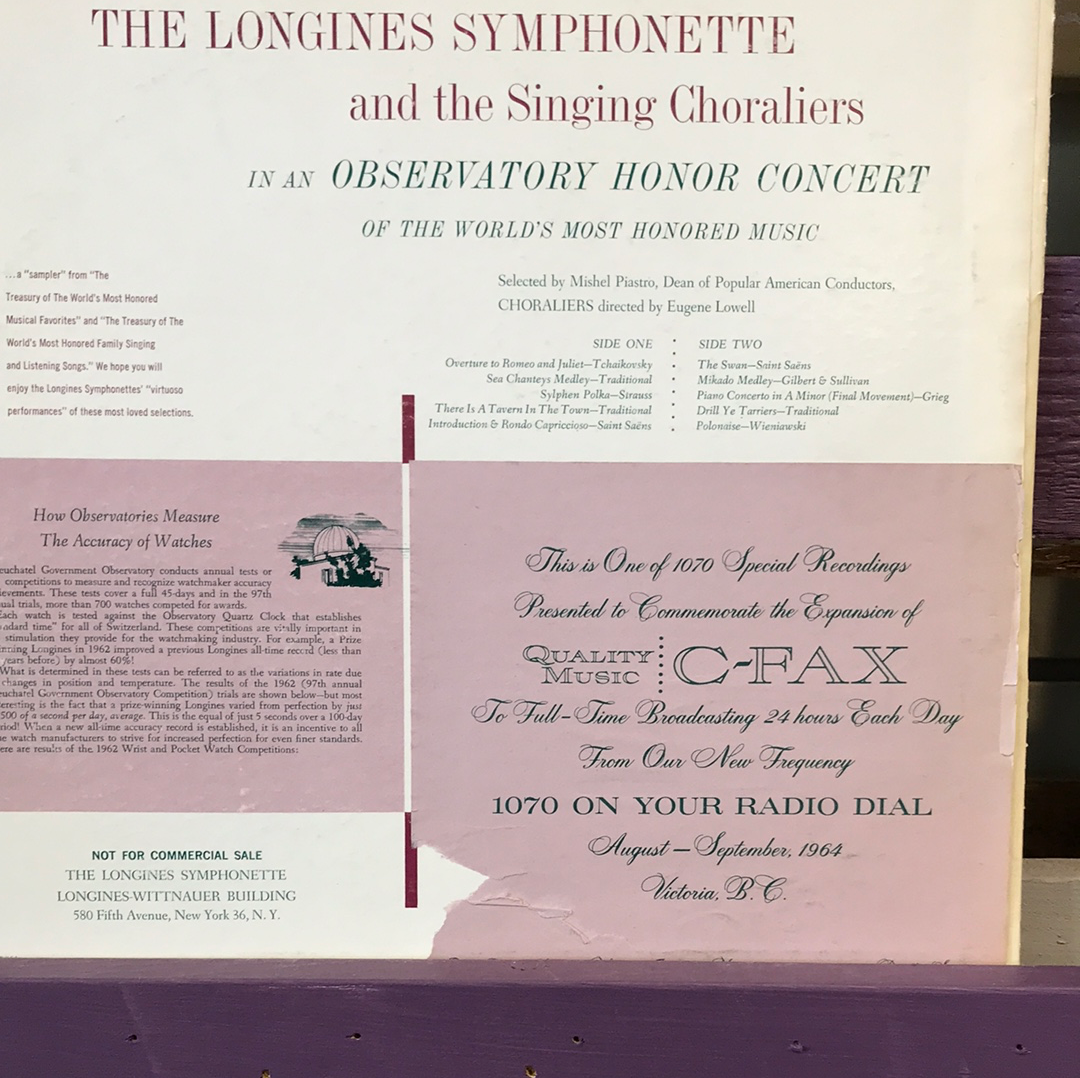 THE LONGINES SYMPHONETTE
and the Singing Choraliers
IN AN OBSERVATORY HONOR CONCERT
OF THE WORLD'S MOST HONORED MUSIC
...a "sampler" from "The
Treasury of The World's Most Honored
Musical Favorites" and "The Treasury of The
World's Most Honored Family Singing
and Listening Songs." We hope you will
enjoy the Longines Symphonettes' "virtuoso
performances" of these most loved selections.
Selected by Mishel Piastro, Dean of Popular American Conductors,
CHORALIERS directed by Eugene Lowell
SIDE ONE
Overture to Romeo and Juliet—Tchaikovsky
Sea Chanteys Medley—Traditional
Sylphen Polka—Strauss
There Is A Tavern In The Town—Traditional
Introduction & Rondo Capriccioso—Saint Saëns
SIDE TWO
The Swan—Saint Saëns
Mikado Medley—Gilbert & Sullivan
Piano Concerto in A Minor (Final Movement)—Grieg
Drill Ye Tarriers—Traditional
Polonaise—Wieniawski
How Observatories Measure
The Accuracy of Watches
euchatel Government Observatory conducts annual tests or
competitions to measure and recognize watchmaker accuracy
ievements. These tests cover a full 45-days and in the 97th
ual trials, more than 700 watches competed for awards.
Each watch is tested against the Observatory Quartz Clock that establishes
adard time" for all of Switzerland. These competitions are vitally important in
stimulation they provide for the watchmaking industry. For example, a Prize
inning Longines in 1962 improved a previous Longines all-time record (less than
years before) by almost 60%!
What is determined in these tests can be referred to as the variations in rate due
changes in position and temperature. The results of the 1962 (97th annual
euchatel Government Observatory Competition) trials are shown below—but most
eresting is the fact that a prize-winning Longines varied from perfection by just
500 of a second per day, average. This is the equal of just 5 seconds over a 100-day
riod! When a new all-time accuracy record is established, it is an incentive to all
e watch manufacturers to strive for increased perfection for even finer standards.
ere are results of the 1962 Wrist and Pocket Watch Competitions:
NOT FOR COMMERCIAL SALE
THE LONGINES SYMPHONETTE
LONGINES-WITTNAUER BUILDING
580 Fifth Avenue, New York 36, N. Y.
This is One of 1070 Special Recordings
Presented to Commemorate the Expansion of
QUALITY MUSIC C-FAX
To Full-Time Broadcasting 24 hours Each Day
From Our New Frequency
1070 ON YOUR RADIO DIAL
August — September, 1964
Victoria, B.C.